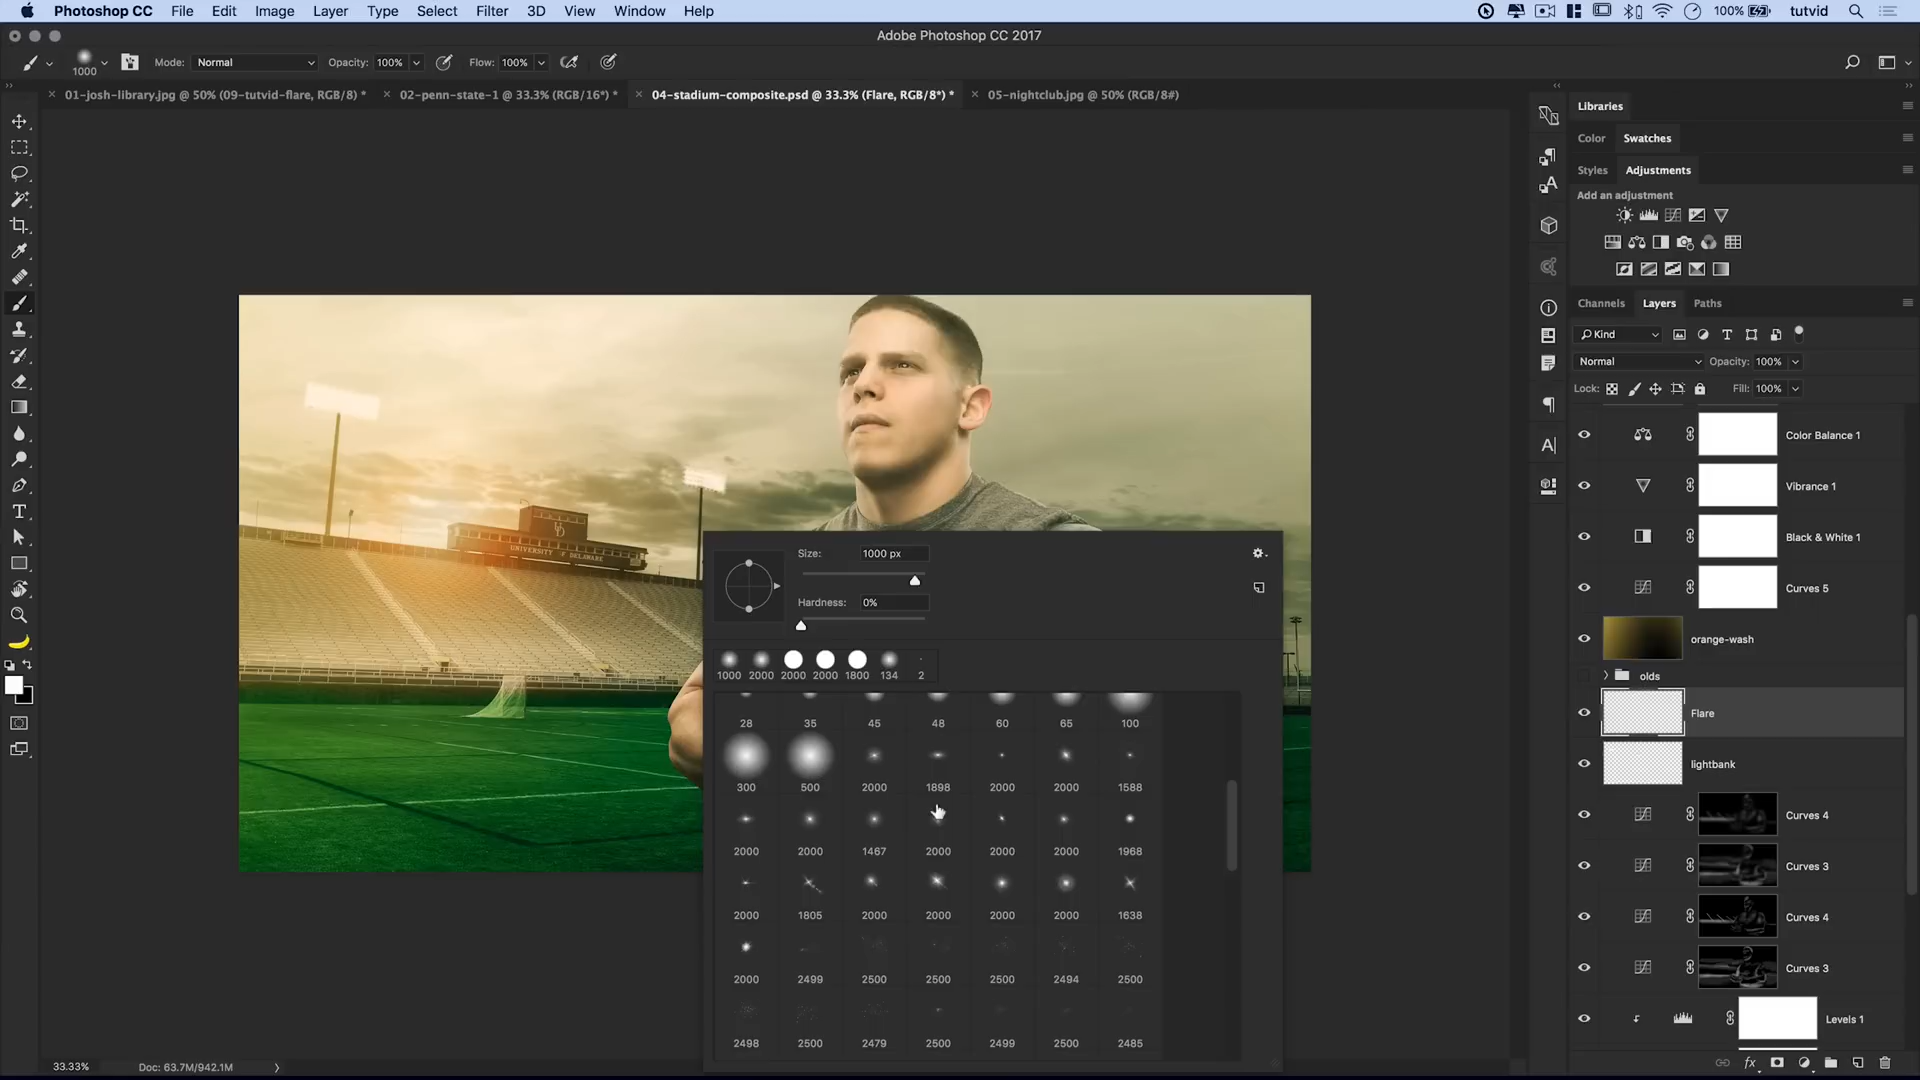 Photoshop CC File Edit Image Layer Type Select Filter 3D View Window Help 100% tutvid
Adobe Photoshop CC 2017
1000 Mode: Normal Opacity: 100% Flow: 100%
01-josh-library.jpg @ 50% (09-tutvid-flare, RGB/8) * 02-penn-state-1 @ 33.3% (RGB/16*) * 04-stadium-composite.psd @ 33.3% (Flare, RGB/8*) * 05-nightclub.jpg @ 50% (RGB/8#)
Libraries
Color Swatches
Styles Adjustments
Add an adjustment
Channels Layers Paths
Kind
Normal Opacity: 100%
Lock: Fill: 100%
Color Balance 1
Vibrance 1
Black & White 1
Curves 5
orange-wash
olds
Flare
lightbank
Curves 4
Curves 3
Curves 4
Curves 3
Levels 1
UD
UNIVERSITY OF DELAWARE
Size: 1000 px
Hardness: 0%
1000 2000 2000 2000 1800 134 2
28 35 45 48 60 65 100
300 500 2000 1898 2000 2000 1588
2000 2000 1467 2000 2000 2000 1968
2000 1805 2000 2000 2000 2000 1638
2000 2499 2500 2500 2500 2494 2500
2498 2500 2479 2500 2499 2500 2485
33.33% Doc: 63.7M/942.1M